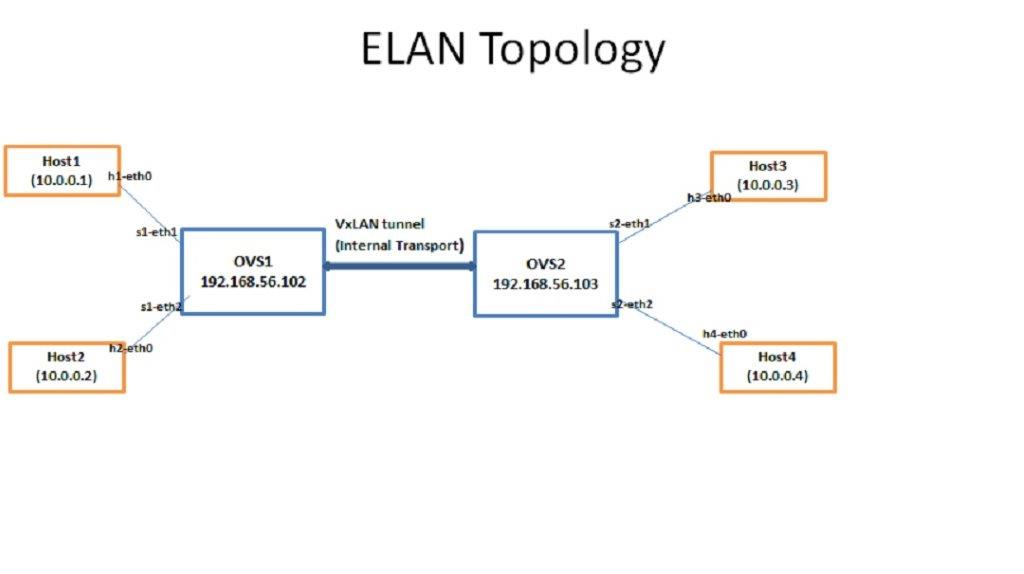 ELAN Topology
Host1
(10.0.0.1)
h1-eth0
s1-eth1
OVS1
192.168.56.102
s1-eth2
h2-eth0
Host2
(10.0.0.2)
VxLAN tunnel
(Internal Transport)
OVS2
192.168.56.103
s2-eth1
h3-eth0
Host3
(10.0.0.3)
s2-eth2
h4-eth0
Host4
(10.0.0.4)